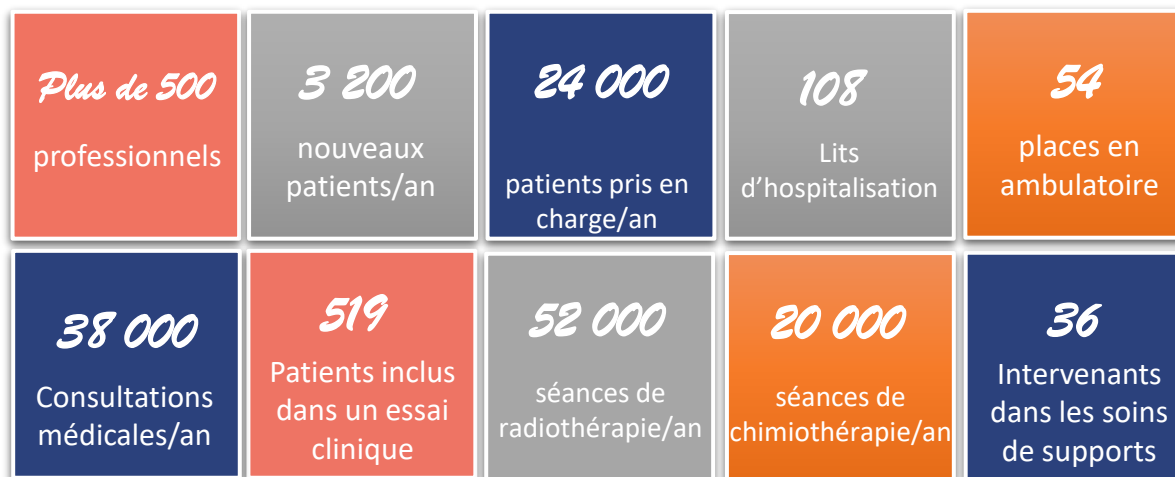 Plus de 500
professionnels
3 200
nouveaux
patients/an
24 000
patients pris en
charge/an
108
Lits
d’hospitalisation
54
places en
ambulatoire
38 000
Consultations
médicales/an
519
Patients inclus
dans un essai
clinique
52 000
séances de
radiothérapie/an
20 000
séances de
chimiothérapie/an
36
Intervenants
dans les soins
de supports